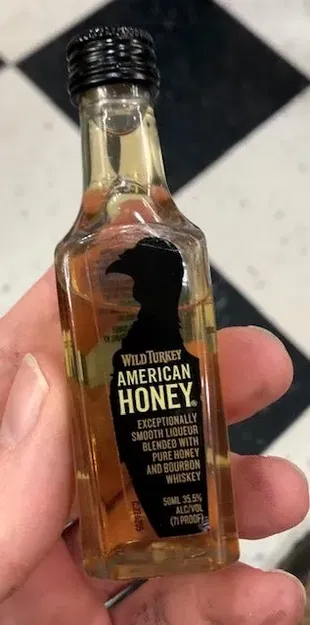 WILD TURKEY
AMERICAN
HONEY®
EXCEPTIONALLY
SMOOTH LIQUEUR
BLENDED WITH
PURE HONEY
AND BOURBON
WHISKEY
50ML 35.5%
ALC/VOL
(71 PROOF)